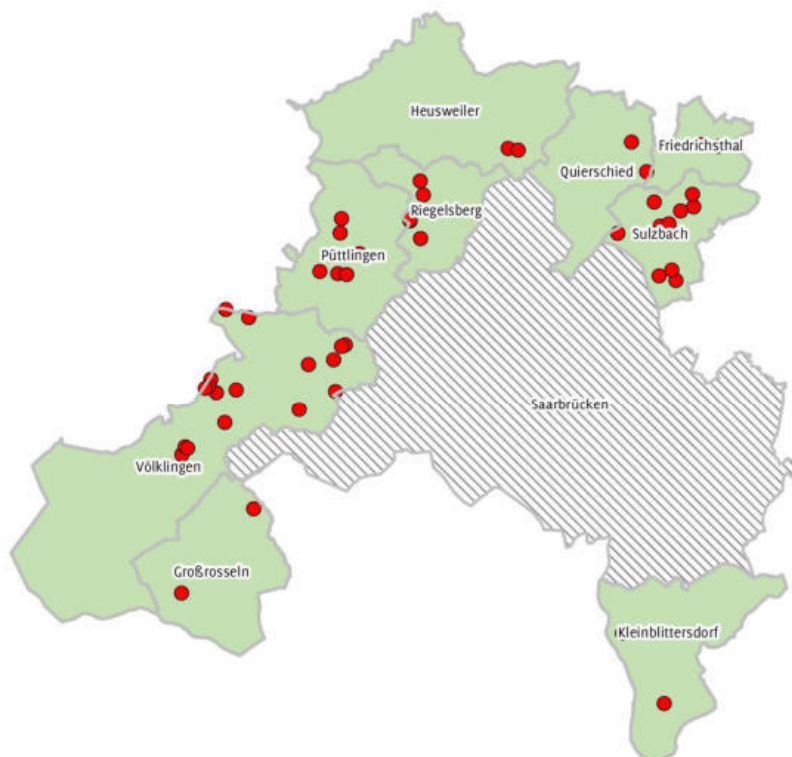 Heusweiler
Friedrichsthal
Quierschied
Riegelsberg
Sulzbach
Püttlingen
Saarbrücken
Völklingen
Großrosseln
Kleinblittersdorf